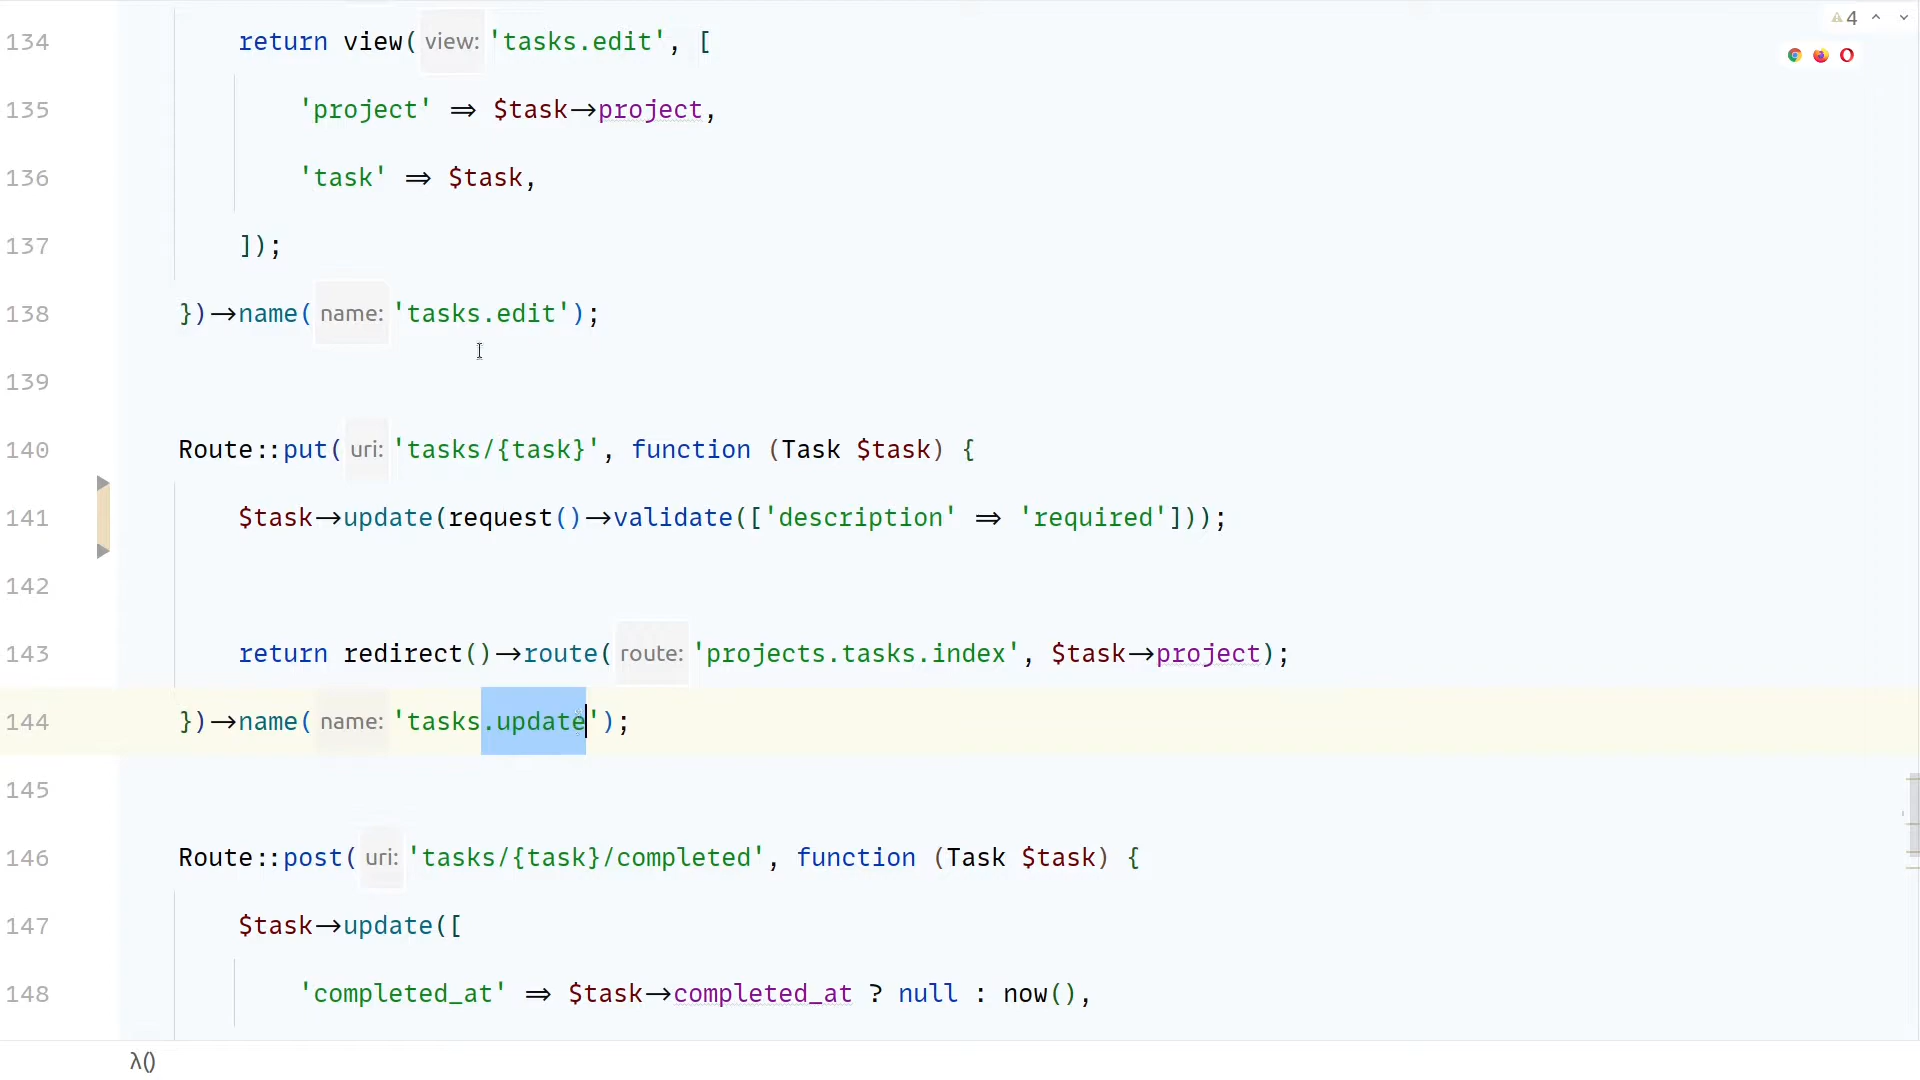 4
134 return view( view: 'tasks.edit', [
135 'project' => $task->project,
136 'task' => $task,
137 ]);
138 })->name( name: 'tasks.edit');
139
140 Route::put( uri: 'tasks/{task}', function (Task $task) {
141 $task->update(request()->validate(['description' => 'required']));
142
143 return redirect()->route( route: 'projects.tasks.index', $task->project);
144 })->name( name: 'tasks.update');
145
146 Route::post( uri: 'tasks/{task}/completed', function (Task $task) {
147 $task->update([
148 'completed_at' => $task->completed_at ? null : now(),
λ()